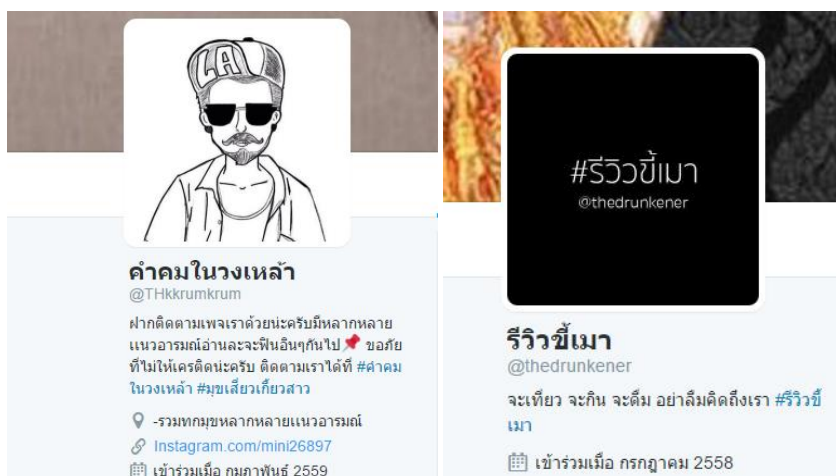 LA
คำคมในวงเหล้า
@THkkrumkrum
ฝากติดตามเพจเราด้วยน่ะครับมีหลากหลาย
แนวอารมณ์อ่านละจะฟินอินๆกันไป📌 ขอภัย
ที่ไม่ให้เครดิตน่ะครับ ติดตามเราได้ที่ #คำคม
ในวงเหล้า #มุขเสี่ยวเกี้ยวสาว
-รวมทุกมุขหลากหลายแนวอารมณ์
Instagram.com/mini26897
เข้าร่วมเมื่อ กุมภาพันธ์ 2559
#รีวิวขี้เมา
@thedrunkener
รีวิวขี้เมา
@thedrunkener
จะเที่ยว จะกิน จะดื่ม อย่าลืมคิดถึงเรา #รีวิวขี้
เมา
เข้าร่วมเมื่อ กรกฎาคม 2558